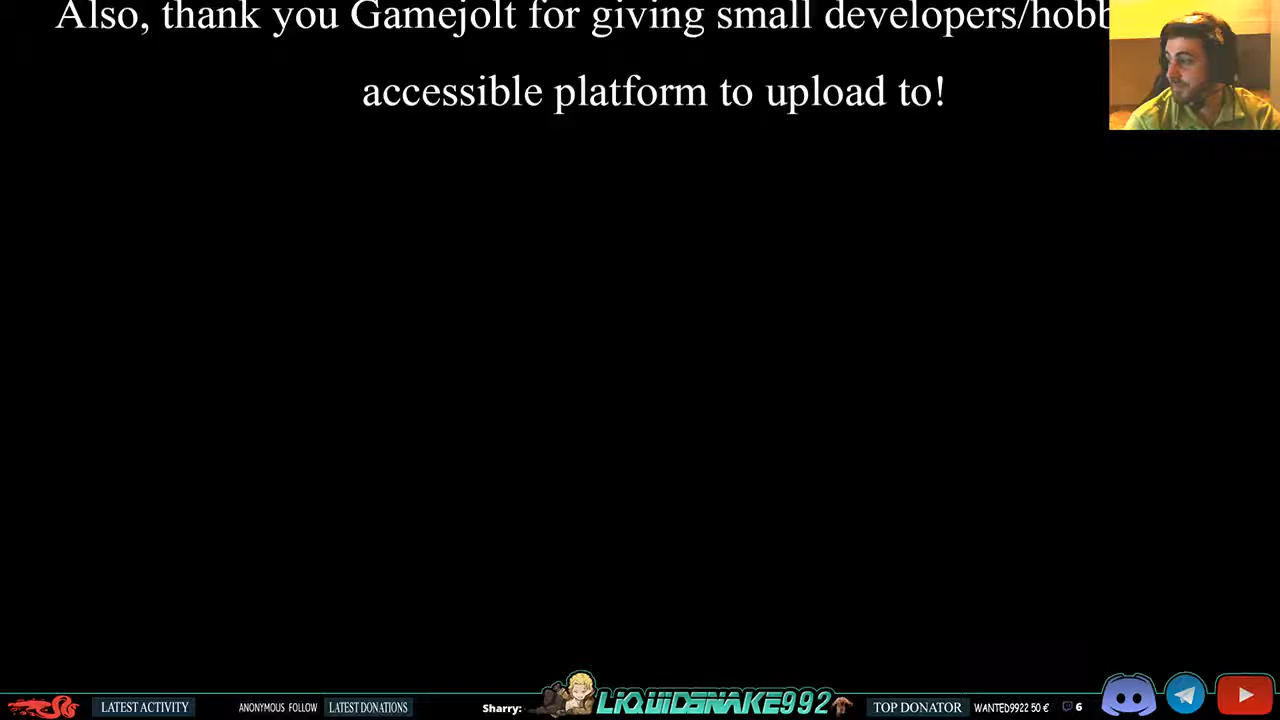 Also, thank you Gamejolt for giving small developers/hobb
accessible platform to upload to!
LATEST ACTIVITY
ANONYMOUS FOLLOW
LATEST DONATIONS
Sharry:
LIQUIDSNAKE992
TOP DONATOR
WANTED9922 50 €
6